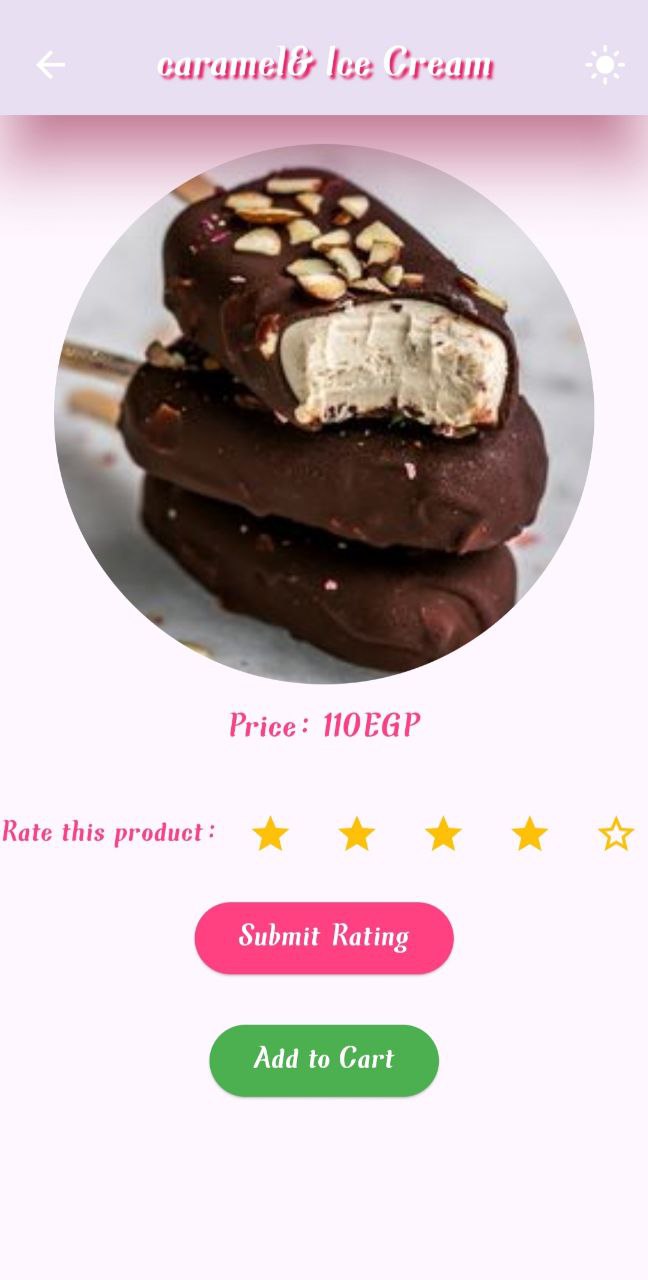 caramel& Ice Cream
Price: 110EGP
Rate this product:
Submit Rating
Add to Cart